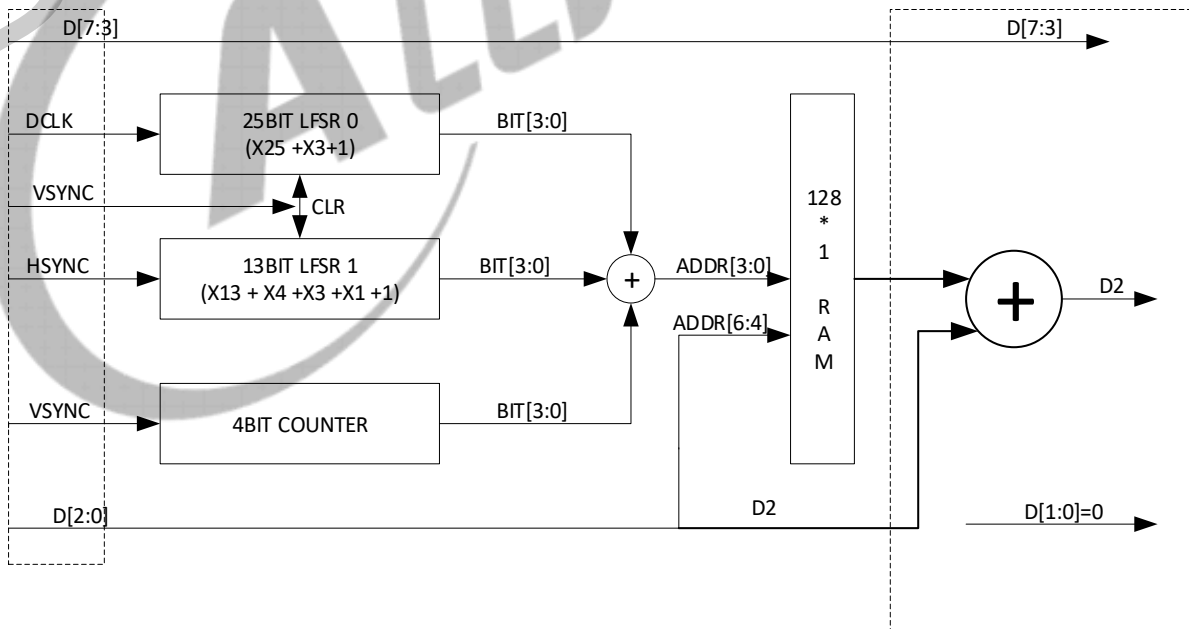 D[7:3]
D[7:3]
DCLK
25BIT LFSR 0
(X25 +X3+1)
BIT[3:0]
VSYNC
CLR
HSYNC
13BIT LFSR 1
(X13 + X4 +X3 +X1 +1)
BIT[3:0]
+
ADDR[3:0]
ADDR[6:4]
128
*
1
R
A
M
+
D2
VSYNC
4BIT COUNTER
BIT[3:0]
D[2:0]
D2
D[1:0]=0